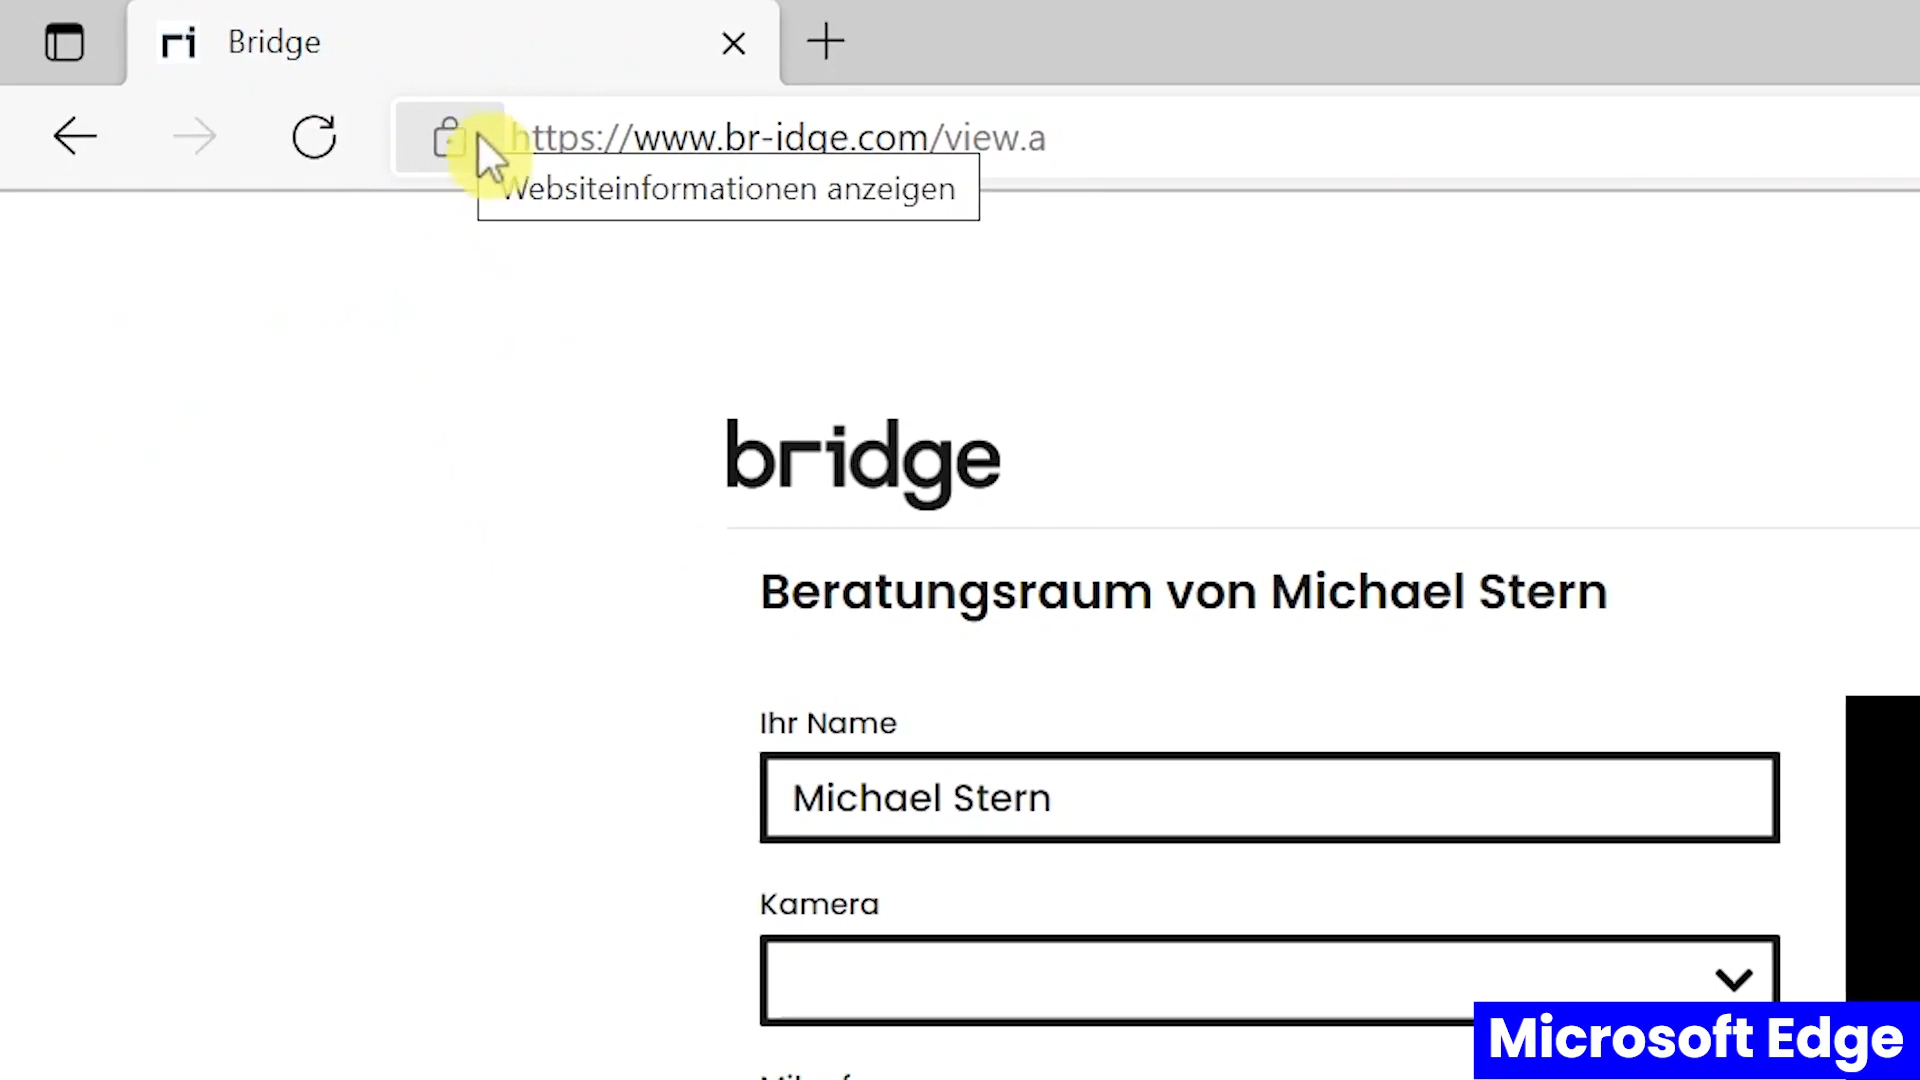 ri Bridge
https://www.br-idge.com/view.a
Websiteinformationen anzeigen
bridge
Beratungsraum von Michael Stern
Ihr Name
Michael Stern
Kamera
Microsoft Edge